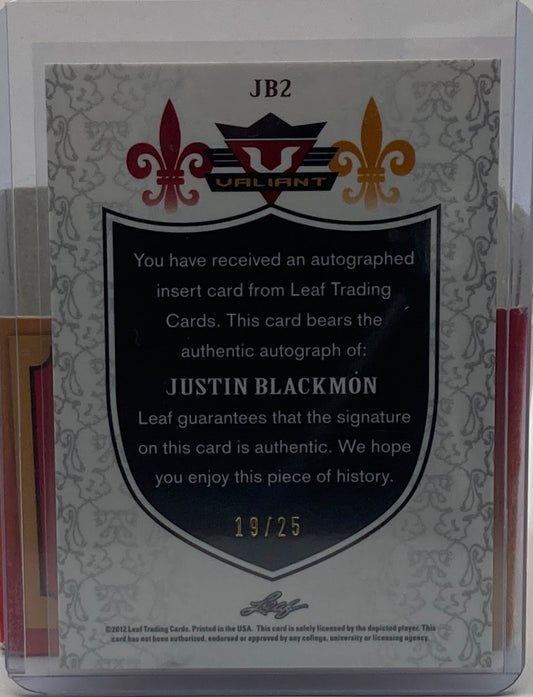 JB2
VALIANT
You have received an autographed
insert card from Leaf Trading
Cards. This card bears the
authentic autograph of:
JUSTIN BLACKMON
Leaf guarantees that the signature
on this card is authentic. We hope
you enjoy this piece of history.
19/25
Leaf
©2012 Leaf Trading Cards. Printed in the USA. This card is solely licensed by the depicted player. This
card has not been authorized, endorsed or approved by any college, university or licensing agency.